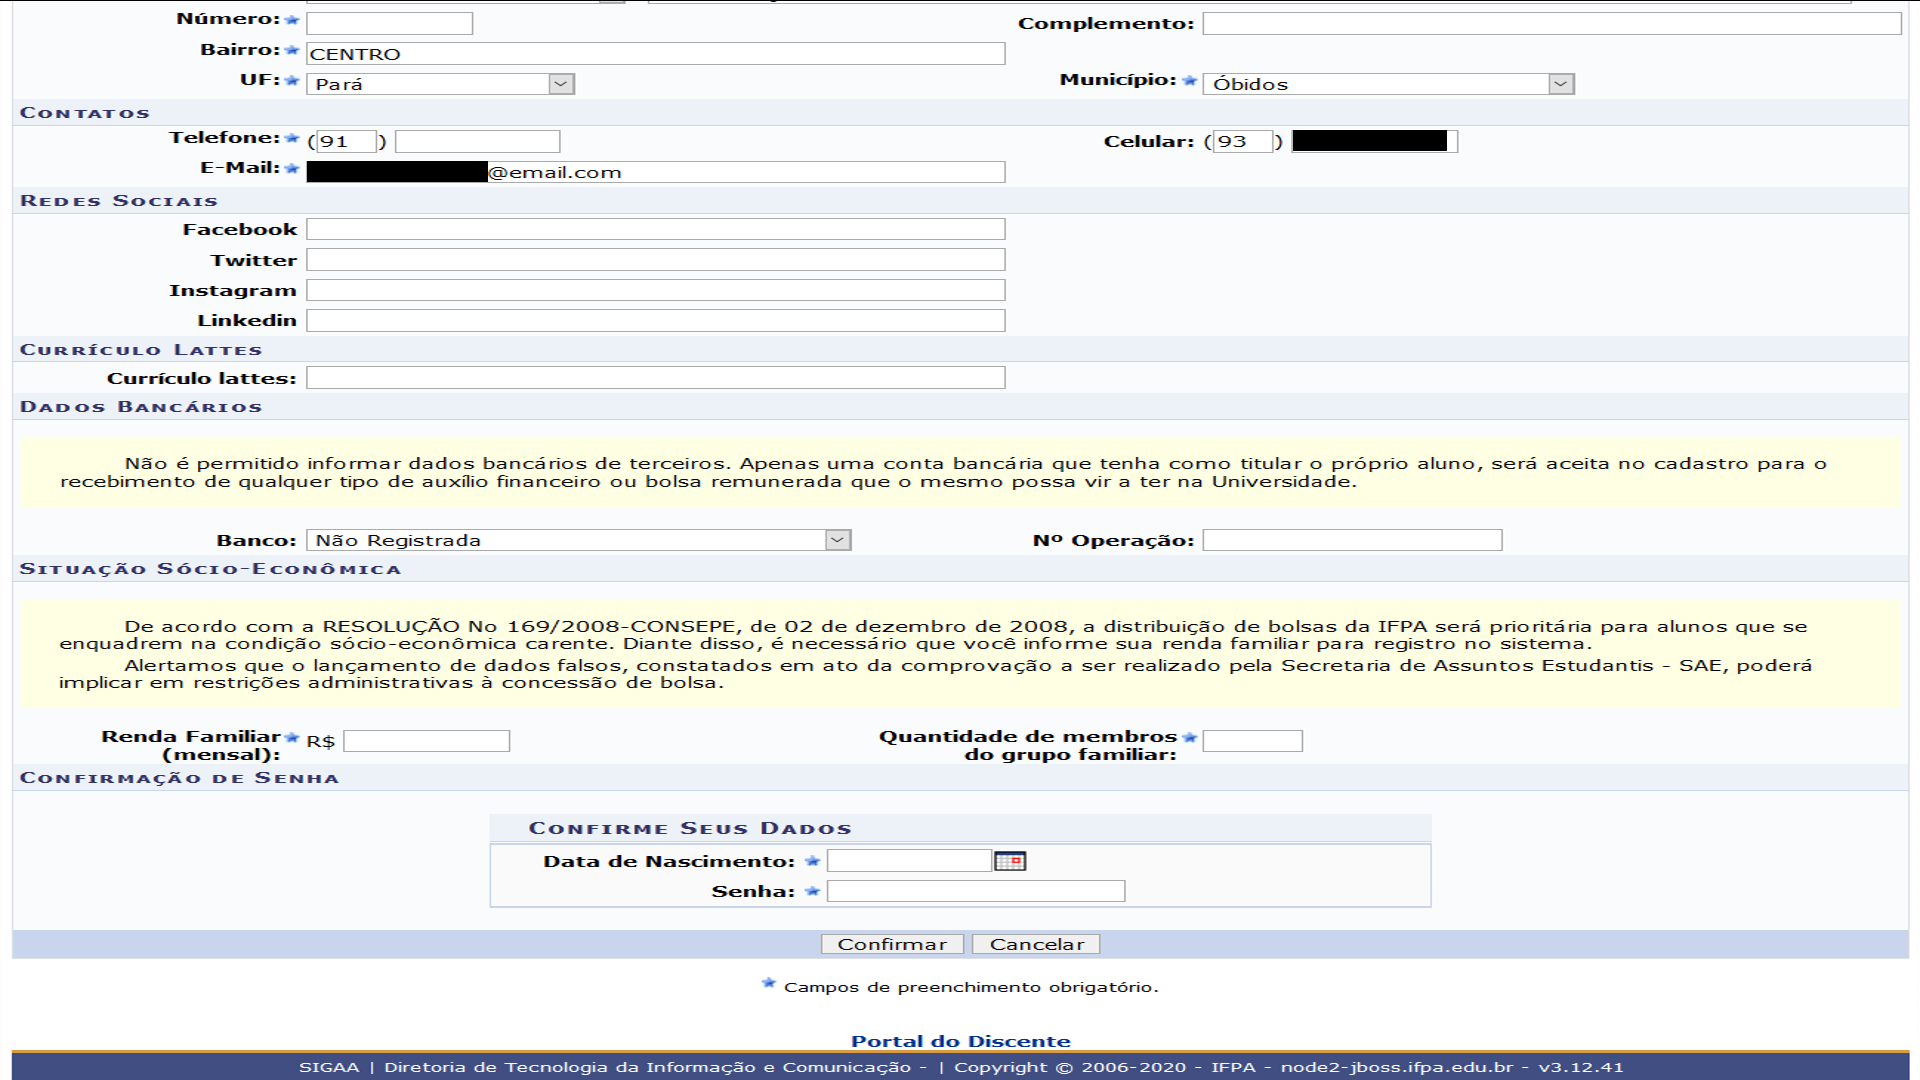 Número:
Complemento:
Bairro: CENTRO
UF: Pará
Município: Óbidos
CONTATOS
Telefone: (91)
Celular: (93)
E-Mail: @email.com
REDES SOCIAIS
Facebook
Twitter
Instagram
Linkedin
CURRÍCULO LATTES
Currículo lattes:
DADOS BANCÁRIOS
Não é permitido informar dados bancários de terceiros. Apenas uma conta bancária que tenha como titular o próprio aluno, será aceita no cadastro para o
recebimento de qualquer tipo de auxílio financeiro ou bolsa remunerada que o mesmo possa vir a ter na Universidade.
Banco: Não Registrada
Nº Operação:
SITUAÇÃO SÓCIO-ECONÔMICA
De acordo com a RESOLUÇÃO No 169/2008-CONSEPE, de 02 de dezembro de 2008, a distribuição de bolsas da IFPA será prioritária para alunos que se
enquadrem na condição sócio-econômica carente. Diante disso, é necessário que você informe sua renda familiar para registro no sistema.
Alertamos que o lançamento de dados falsos, constatados em ato da comprovação a ser realizado pela Secretaria de Assuntos Estudantis - SAE, poderá
implicar em restrições administrativas à concessão de bolsa.
Renda Familiar
(mensal): R$
Quantidade de membros
do grupo familiar:
CONFIRMAÇÃO DE SENHA
CONFIRME SEUS DADOS
Data de Nascimento:
Senha:
Confirmar
Cancelar
Campos de preenchimento obrigatório.
Portal do Discente
SIGAA | Diretoria de Tecnologia da Informação e Comunicação - | Copyright © 2006-2020 - IFPA - node2-jboss.ifpa.edu.br - v3.12.41